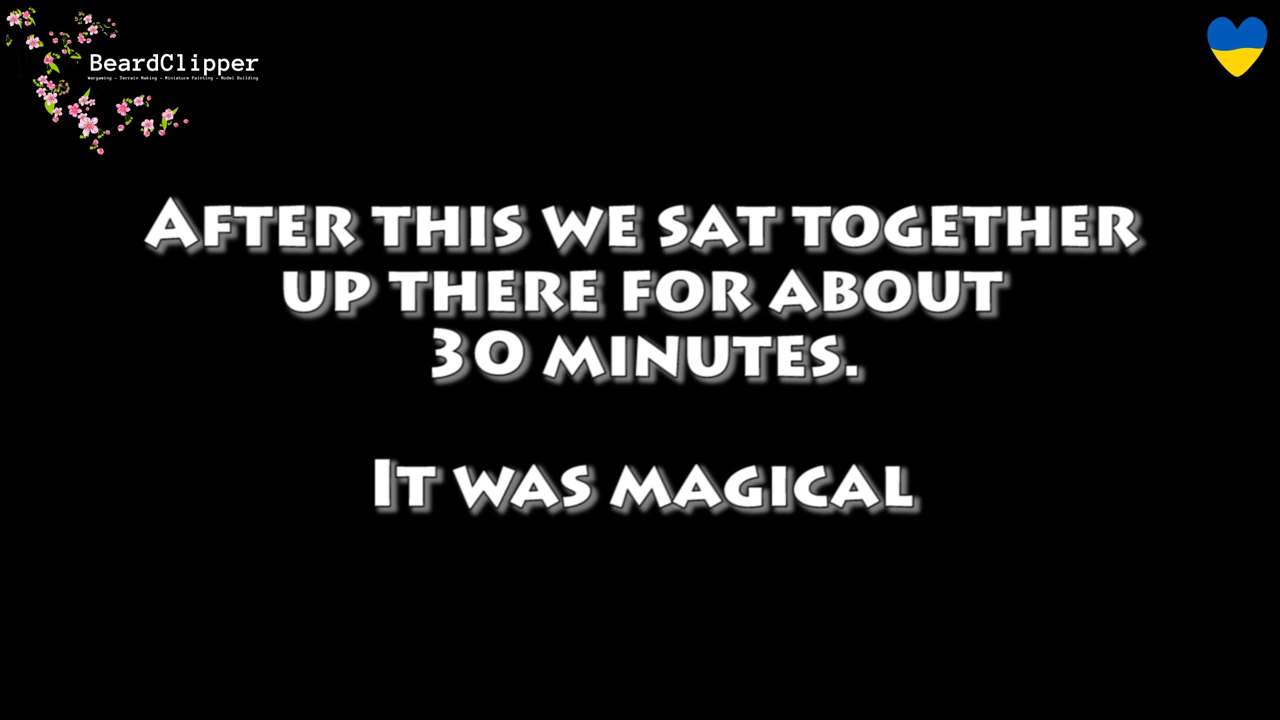 BeardClipper
Wargaming - Terrain Making - Miniature Painting - Model Building
After this we sat together
up there for about
30 minutes.
It was magical